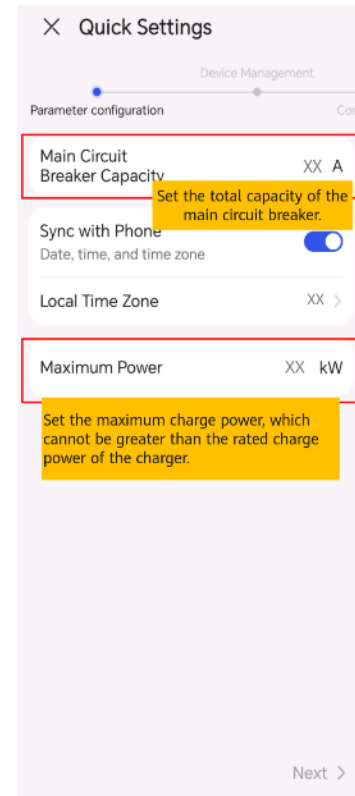 Quick Settings
Device Management
Parameter configuration
Main Circuit
Breaker Capacity
XX A
Set the total capacity of the
main circuit breaker.
Sync with Phone
Date, time, and time zone
Local Time Zone
XX
Maximum Power
XX kW
Set the maximum charge power, which
cannot be greater than the rated charge
power of the charger.
Next